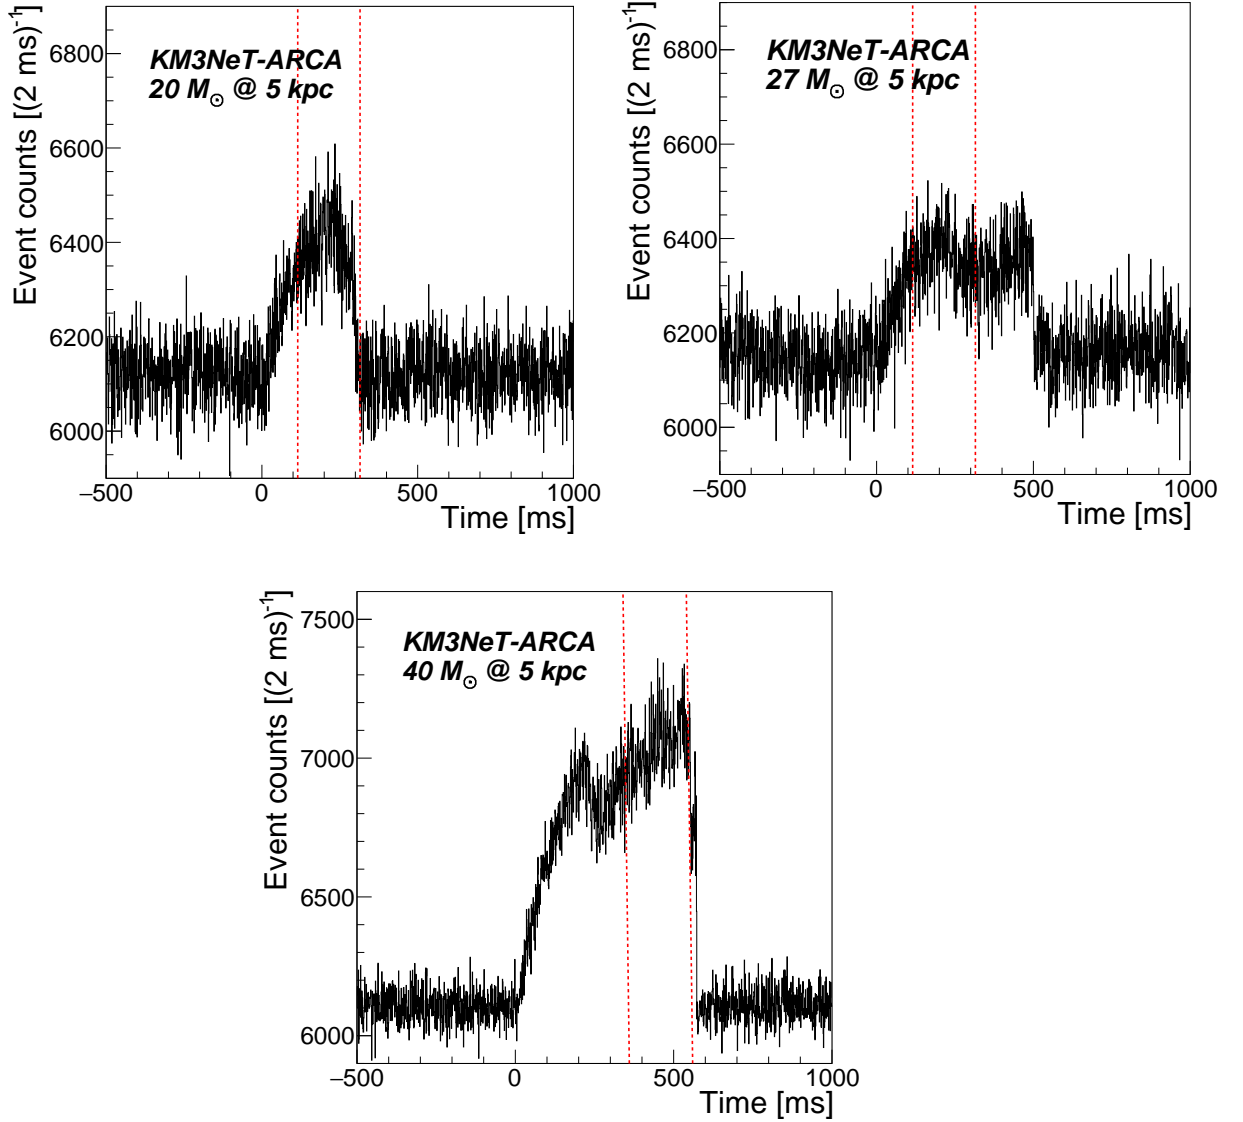 Event counts [(2 ms)⁻¹]
6800
6600
6400
6200
6000
KM3NeT-ARCA
20 M☉ @ 5 kpc
−500 0 500 1000
Time [ms]
Event counts [(2 ms)⁻¹]
6800
6600
6400
6200
6000
KM3NeT-ARCA
27 M☉ @ 5 kpc
−500 0 500 1000
Time [ms]
Event counts [(2 ms)⁻¹]
7500
7000
6500
6000
KM3NeT-ARCA
40 M☉ @ 5 kpc
−500 0 500 1000
Time [ms]